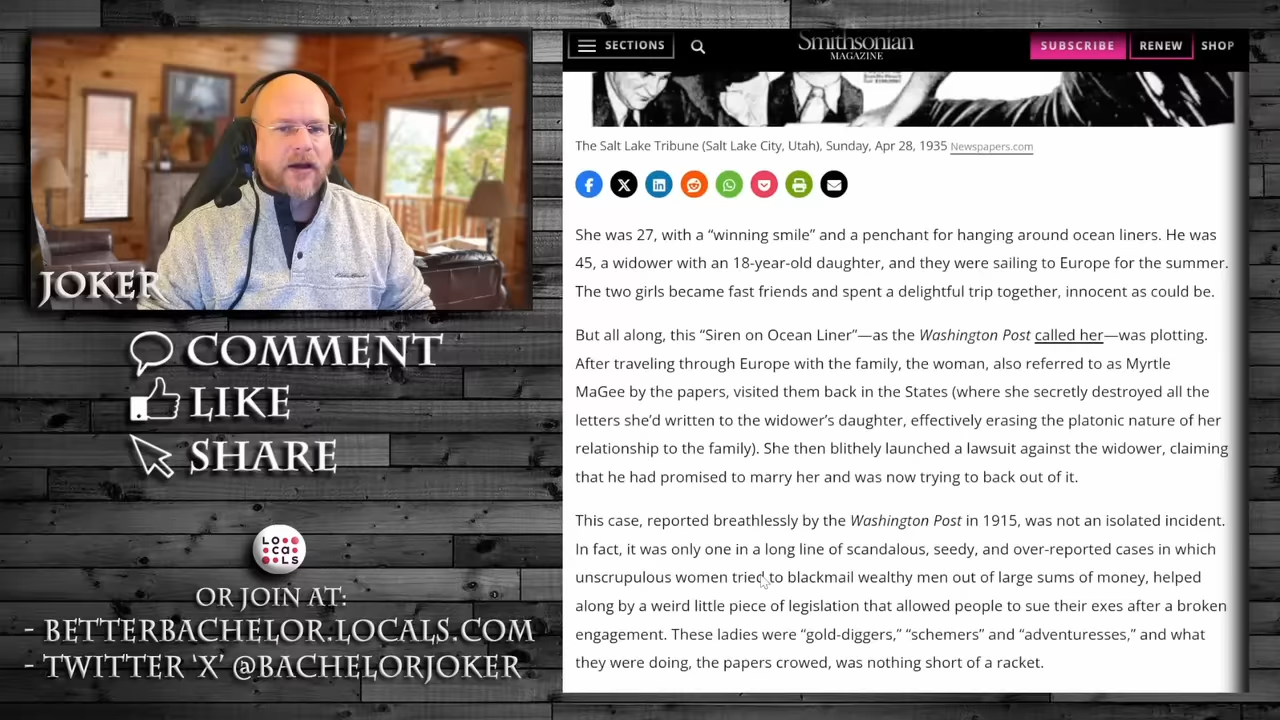 JOKER
COMMENT
LIKE
SHARE
LOCALS
OR JOIN AT:
- BETTERBACHELOR.LOCALS.COM
- TWITTER 'X' @BACHELORJOKER
SECTIONS
Smithsonian
MAGAZINE
SUBSCRIBE
RENEW
SHOP
The Salt Lake Tribune (Salt Lake City, Utah), Sunday, Apr 28, 1935 Newspapers.com
She was 27, with a “winning smile” and a penchant for hanging around ocean liners. He was
45, a widower with an 18-year-old daughter, and they were sailing to Europe for the summer.
The two girls became fast friends and spent a delightful trip together, innocent as could be.
But all along, this “Siren on Ocean Liner”—as the Washington Post called her—was plotting.
After traveling through Europe with the family, the woman, also referred to as Myrtle
MaGee by the papers, visited them back in the States (where she secretly destroyed all the
letters she’d written to the widower’s daughter, effectively erasing the platonic nature of her
relationship to the family). She then blithely launched a lawsuit against the widower, claiming
that he had promised to marry her and was now trying to back out of it.
This case, reported breathlessly by the Washington Post in 1915, was not an isolated incident.
In fact, it was only one in a long line of scandalous, seedy, and over-reported cases in which
unscrupulous women tried to blackmail wealthy men out of large sums of money, helped
along by a weird little piece of legislation that allowed people to sue their exes after a broken
engagement. These ladies were “gold-diggers,” “schemers” and “adventuresses,” and what
they were doing, the papers crowed, was nothing short of a racket.